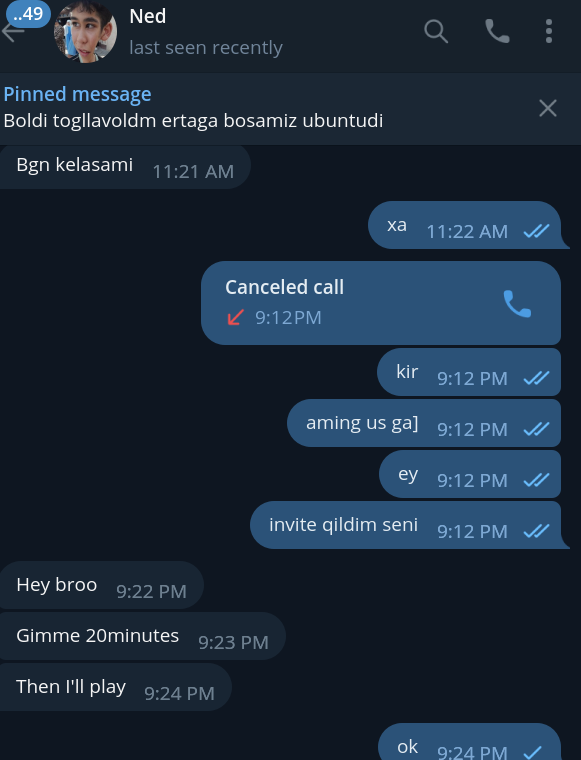 ..49
Ned
last seen recently
Pinned message
Boldi togllavoldm ertaga bosamiz ubuntudi
Bgn kelasami 11:21 AM
xa 11:22 AM
Canceled call
9:12 PM
kir 9:12 PM
aming us ga] 9:12 PM
ey 9:12 PM
invite qildim seni 9:12 PM
Hey broo 9:22 PM
Gimme 20minutes 9:23 PM
Then I'll play 9:24 PM
ok 9:24 PM